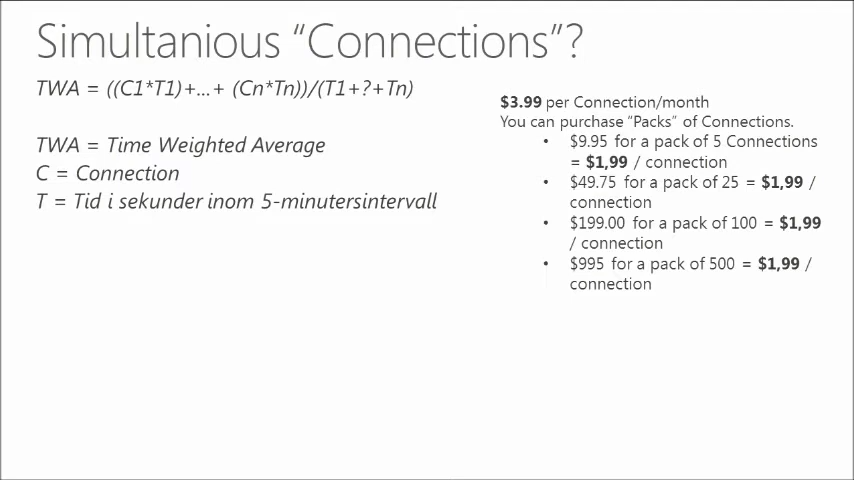 Simultanious “Connections”?
TWA = ((C1*T1)+...+ (Cn*Tn))/(T1+?+Tn)
TWA = Time Weighted Average
C = Connection
T = Tid i sekunder inom 5-minutersintervall
$3.99 per Connection/month
You can purchase “Packs” of Connections.
• $9.95 for a pack of 5 Connections
= $1,99 / connection
• $49.75 for a pack of 25 = $1,99 /
connection
• $199.00 for a pack of 100 = $1,99
/ connection
• $995 for a pack of 500 = $1,99 /
connection